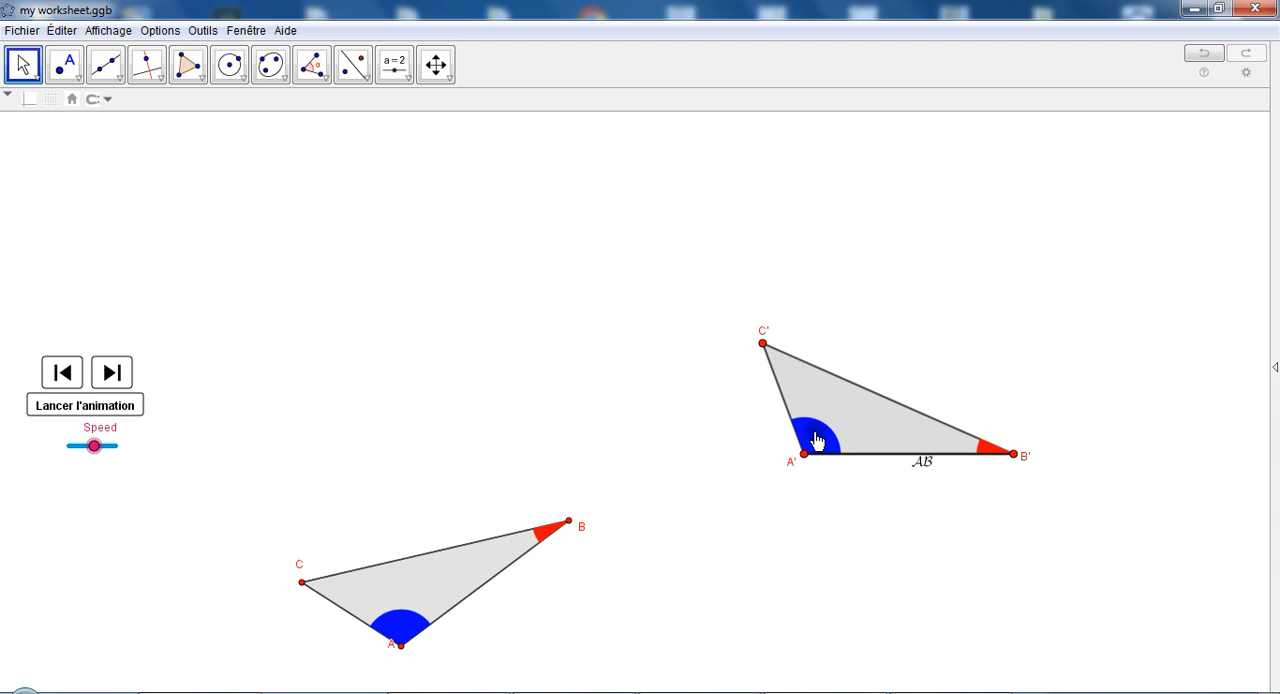 my worksheet.ggb
Fichier Éditer Affichage Options Outils Fenêtre Aide
A
α
a=2
C'
Lancer l'animation
Speed
A' AB B'
B
C
A